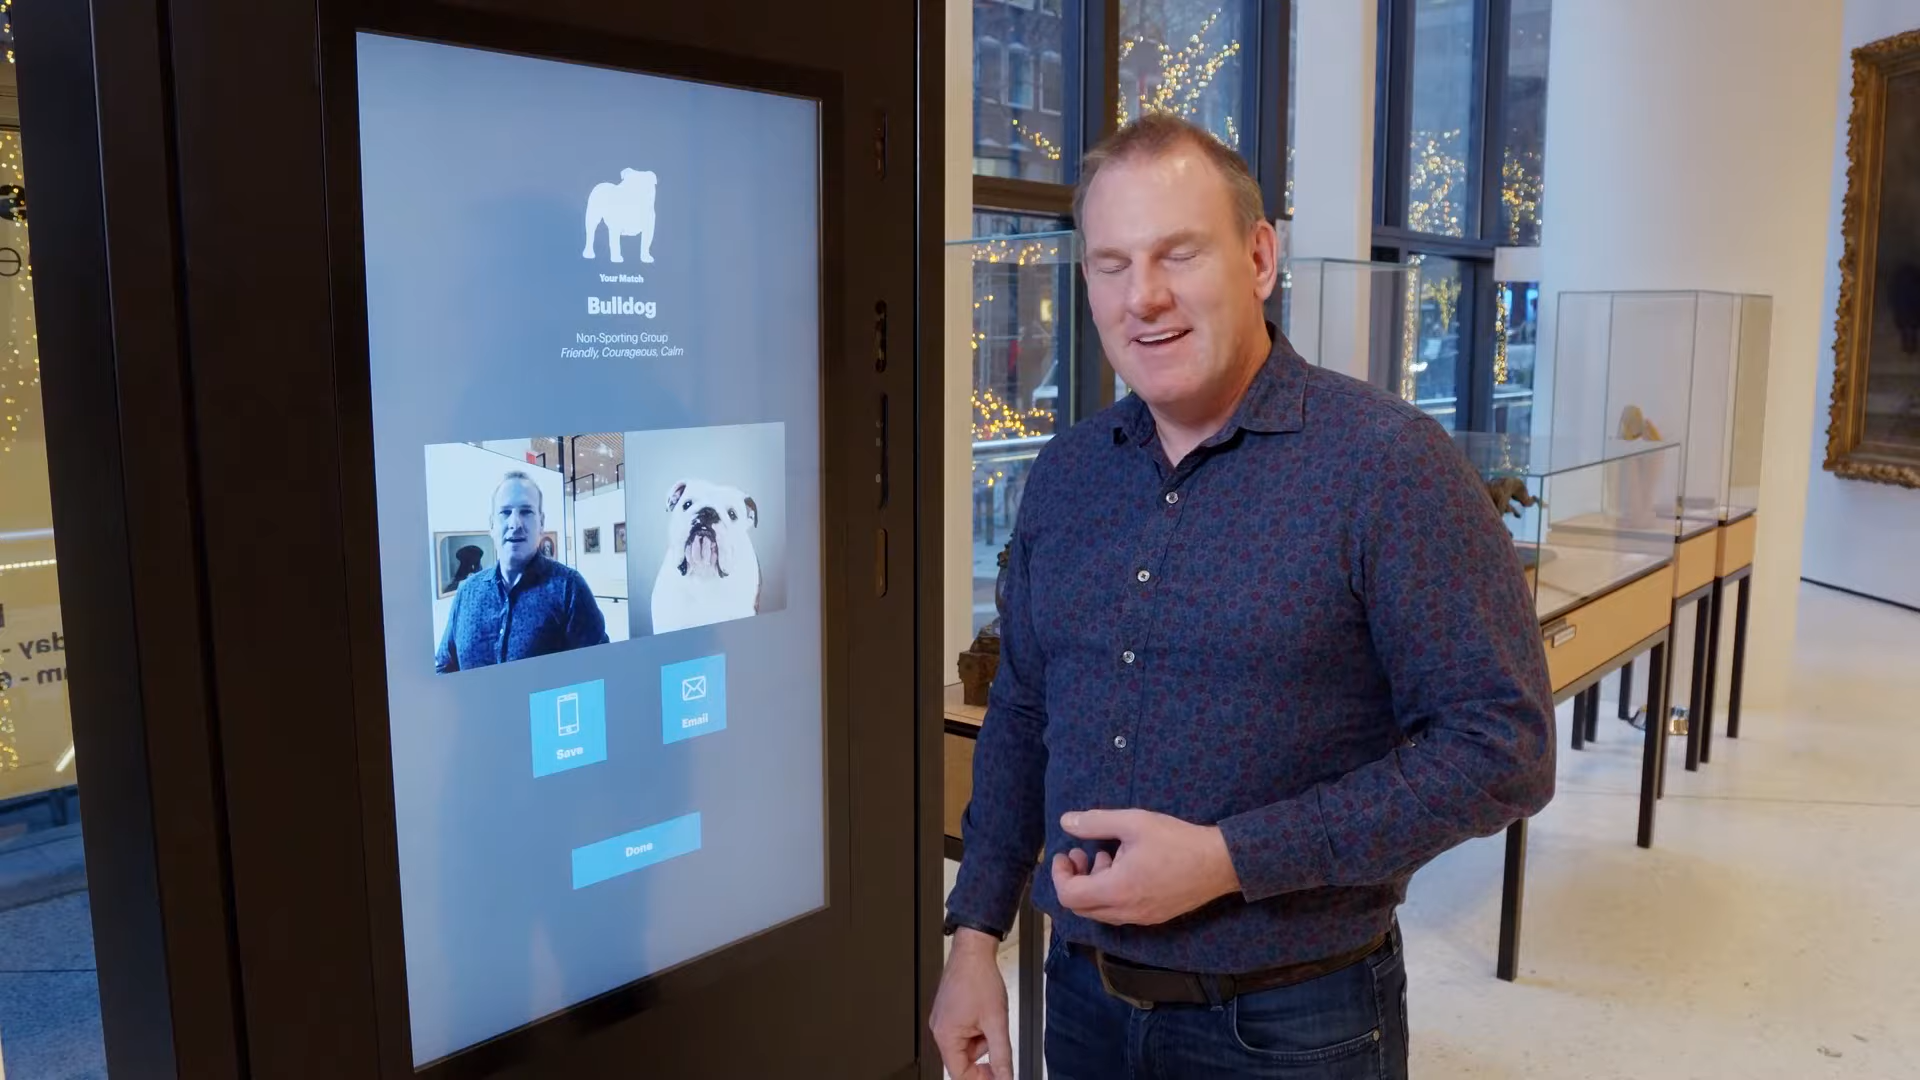 Your Match
Bulldog
Non-Sporting Group
Friendly, Courageous, Calm
Save
Email
Done